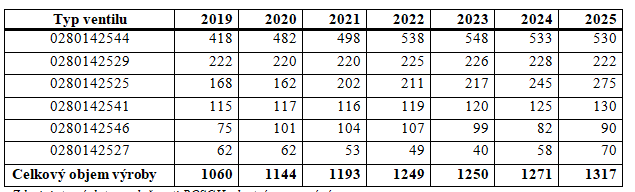 Typ ventilu 2019 2020 2021 2022 2023 2024 2025
0280142544 418 482 498 538 548 533 530
0280142529 222 220 220 225 226 228 222
0280142525 168 162 202 211 217 245 275
0280142541 115 117 116 119 120 125 130
0280142546 75 101 104 107 99 82 90
0280142527 62 62 53 49 40 58 70
Celkový objem výroby 1060 1144 1193 1249 1250 1271 1317